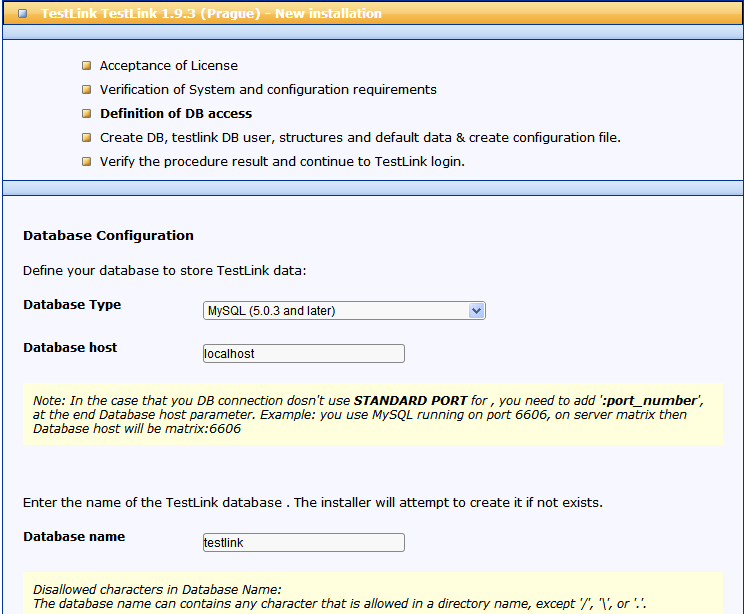 TestLink TestLink 1.9.3 (Prague) - New installation
Acceptance of License
Verification of System and configuration requirements
Definition of DB access
Create DB, testlink DB user, structures and default data & create configuration file.
Verify the procedure result and continue to TestLink login.
Database Configuration
Define your database to store TestLink data:
Database Type
MySQL (5.0.3 and later)
Database host
localhost
Note: In the case that you DB connection dosn't use STANDARD PORT for , you need to add ':port_number',
at the end Database host parameter. Example: you use MySQL running on port 6606, on server matrix then
Database host will be matrix:6606
Enter the name of the TestLink database . The installer will attempt to create it if not exists.
Database name
testlink
Disallowed characters in Database Name:
The database name can contains any character that is allowed in a directory name, except '/', '\', or '.'.